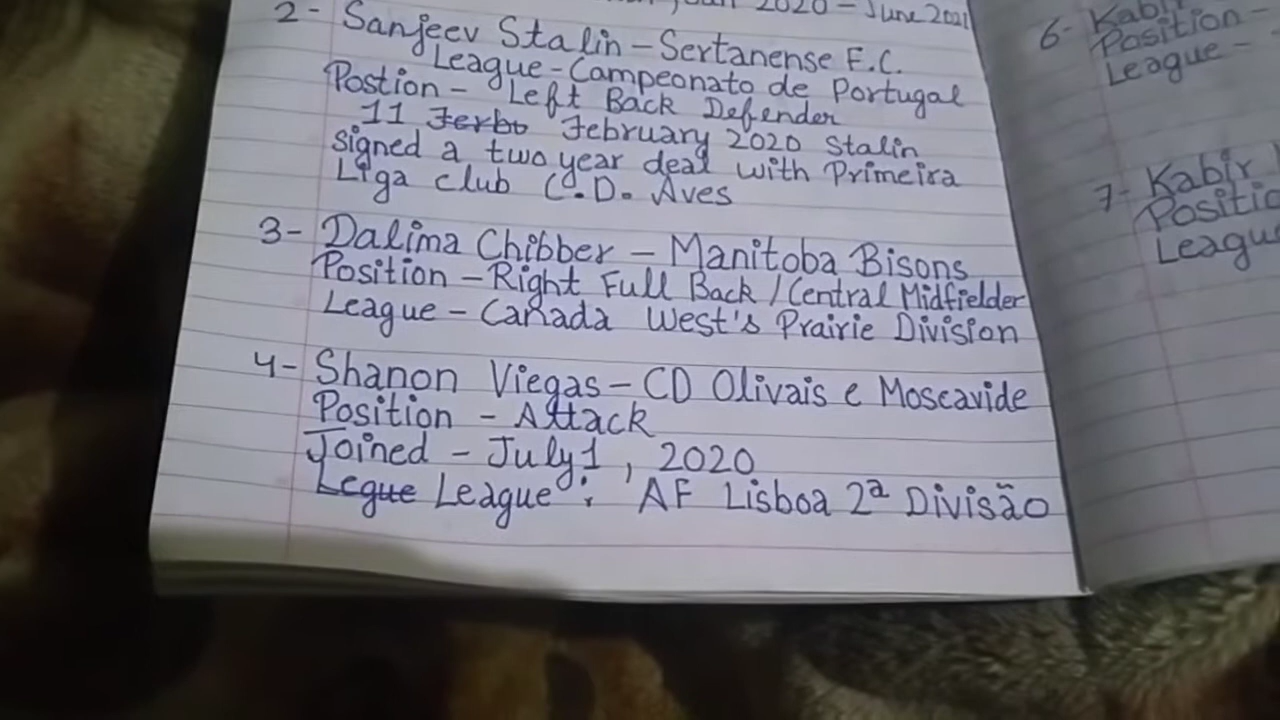 2020 - June 2021
2- Sanjeev Stalin - Sertanense F.C.
League - Campeonato de Portugal
Postion - Left Back Defender
11 Ferbo February 2020 Stalin
signed a two year deal with Primeira
Liga club C.D. Aves
3- Dalima Chibber - Manitoba Bisons
Position - Right Full Back / Central Midfielder
League - Canada West's Prairie Division
4- Shanon Viegas - CD Olivais e Moscavide
Position - Attack
Joined - July 1, 2020
Legue League : AF Lisboa 2ª Divisão
6- Kabir
Position -
League -
7- Kabir
Positio
League